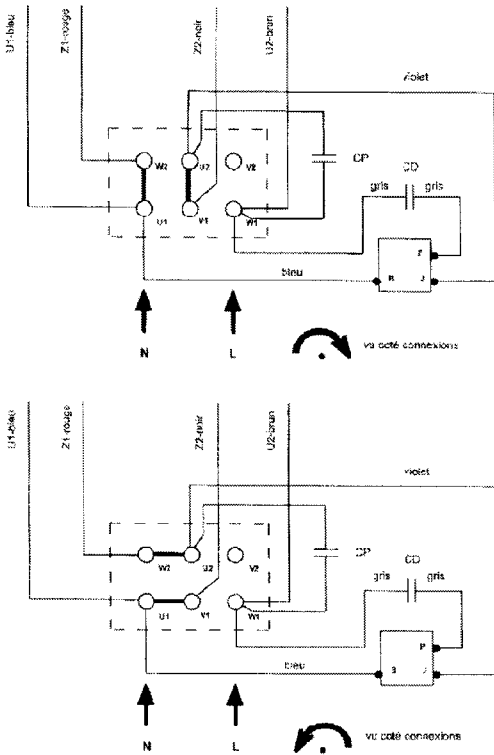 U1-bleu
Z1-rouge
Z2-noir
U2-brun
violet
W2
U2
V2
CP
CD
gris
gris
U1
V1
W1
bleu
N
L
vu coté connexions
U1-bleu
Z1-rouge
Z2-noir
U2-brun
violet
W2
U2
V2
CP
CD
gris
gris
U1
V1
W1
bleu
P
N
L
vu coté connexions